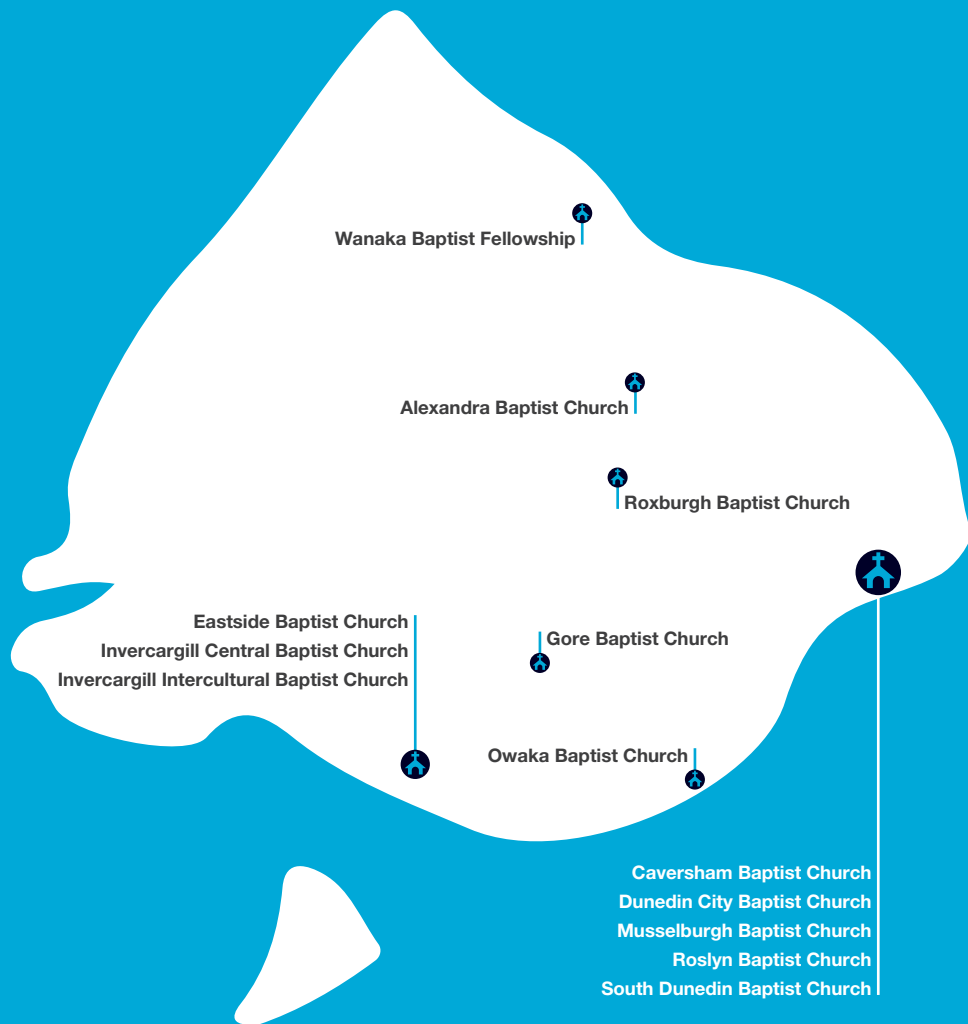 Wanaka Baptist Fellowship
Alexandra Baptist Church
Roxburgh Baptist Church
Eastside Baptist Church
Invercargill Central Baptist Church
Invercargill Intercultural Baptist Church
Gore Baptist Church
Owaka Baptist Church
Caversham Baptist Church
Dunedin City Baptist Church
Musselburgh Baptist Church
Roslyn Baptist Church
South Dunedin Baptist Church